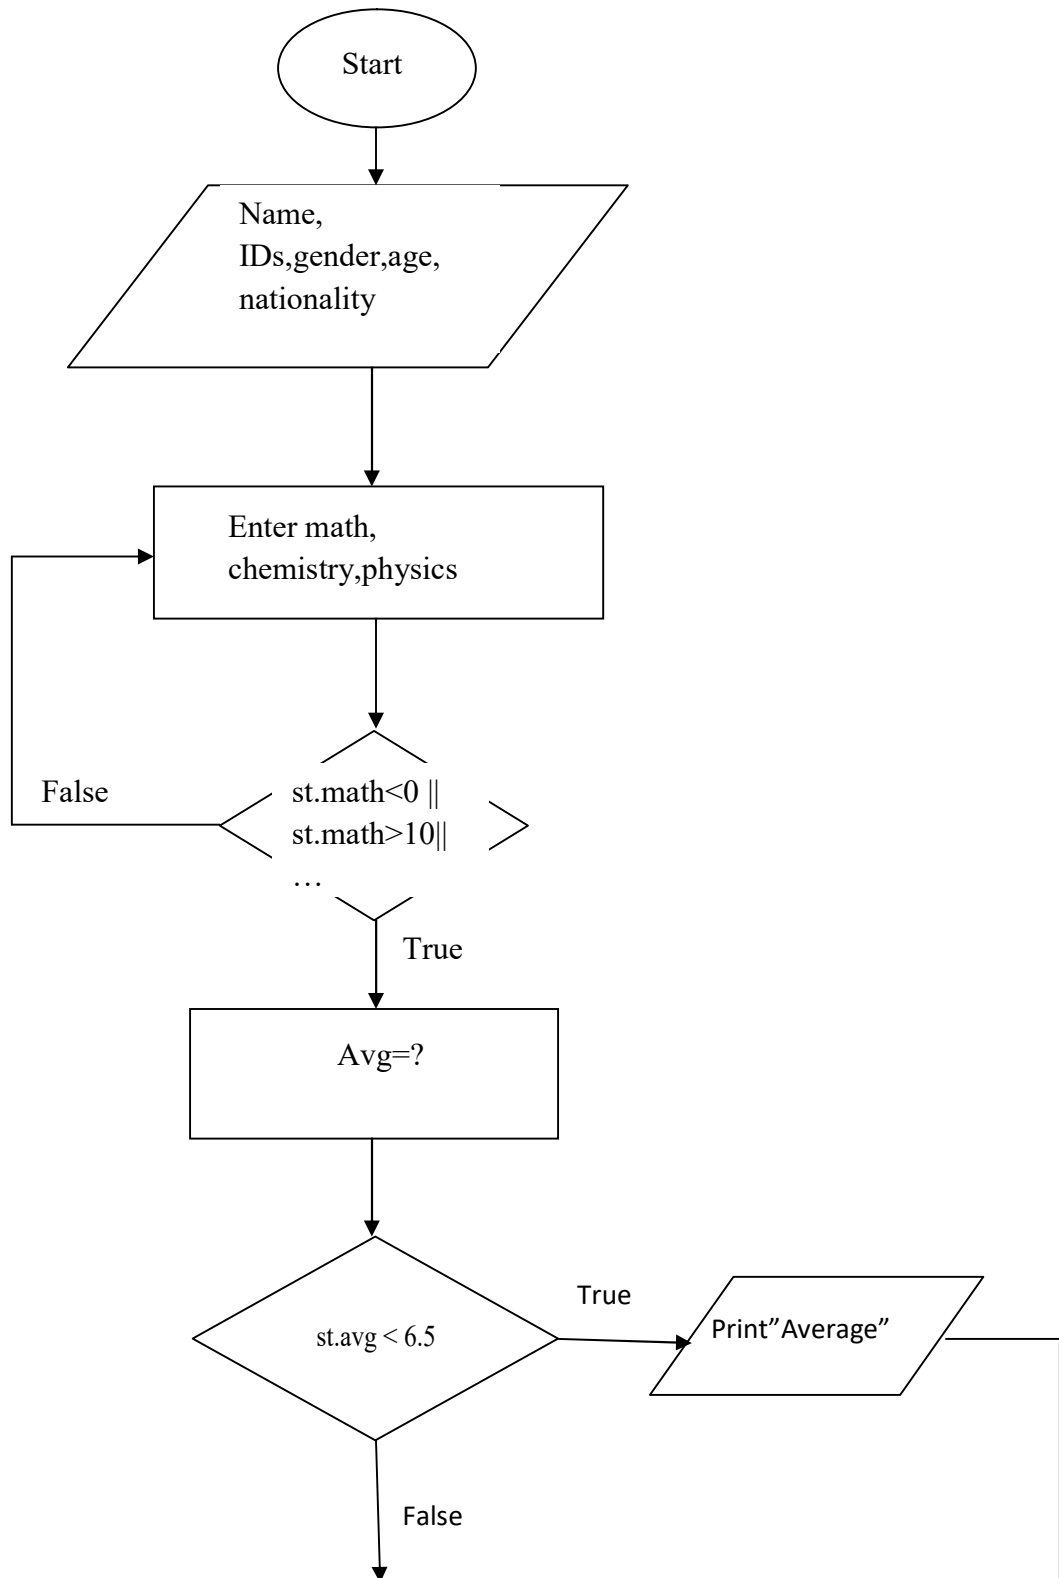 Start
Name,
IDs,gender,age,
nationality
Enter math,
chemistry,physics
False
st.math<0 ||
st.math>10||
…
True
Avg=?
st.avg < 6.5
True
Print”Average”
False